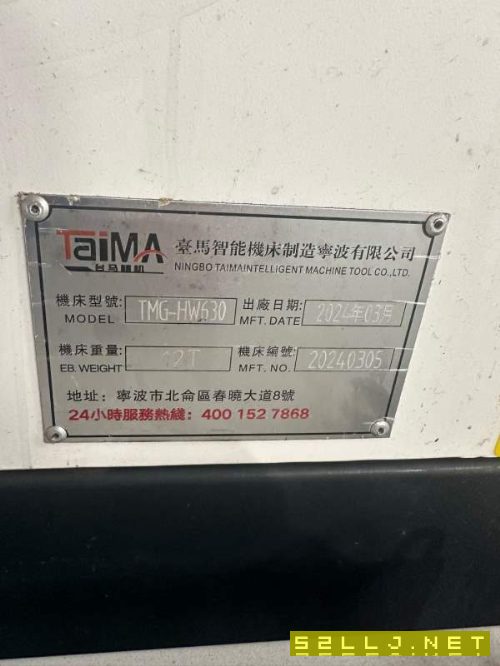 TaiMA
台马精机
臺馬智能機床制造寧波有限公司
NINGBO TAIMAINTELLIGENT MACHINE TOOL CO.,LTD.
機床型號: TMG-HW630 出廠日期: 2024年03月
MODEL MFT.DATE
機床重量: 12T 機床編號: 20240305
EB.WEIGHT MFT.NO.
地址: 寧波市北侖區春曉大道8號
24小時服務熱綫: 400 152 7868
52LLJ.NET